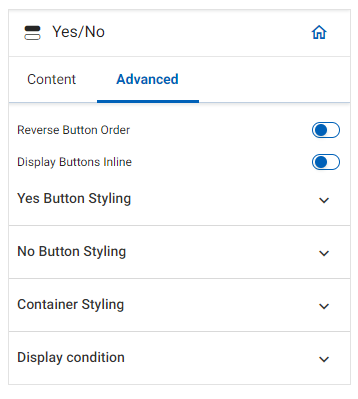 Yes/No
Content Advanced
Reverse Button Order
Display Buttons Inline
Yes Button Styling
No Button Styling
Container Styling
Display condition